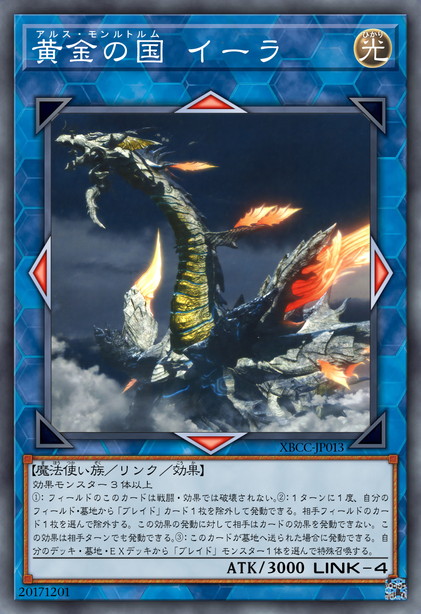 アルス・モンルトルム
黄金の国 イーラ
ひかり
光
XBCC-JP013
【魔法使い族／リンク／効果】
効果モンスター3体以上
①：フィールドのこのカードは戦闘・効果では破壊されない。②：1ターンに1度、自分の
フィールド・墓地から「ブレイド」カード1枚を除外して発動できる。相手フィールドのカー
ド1枚を選んで除外する。この効果の発動に対して相手はカードの効果を発動できない。こ
の効果は相手ターンでも発動できる。③：このカードが墓地へ送られた場合に発動できる。自
分のデッキ・墓地・EXデッキから「ブレイド」モンスター1体を選んで特殊召喚する。
ATK/3000 LINK-4
20171201